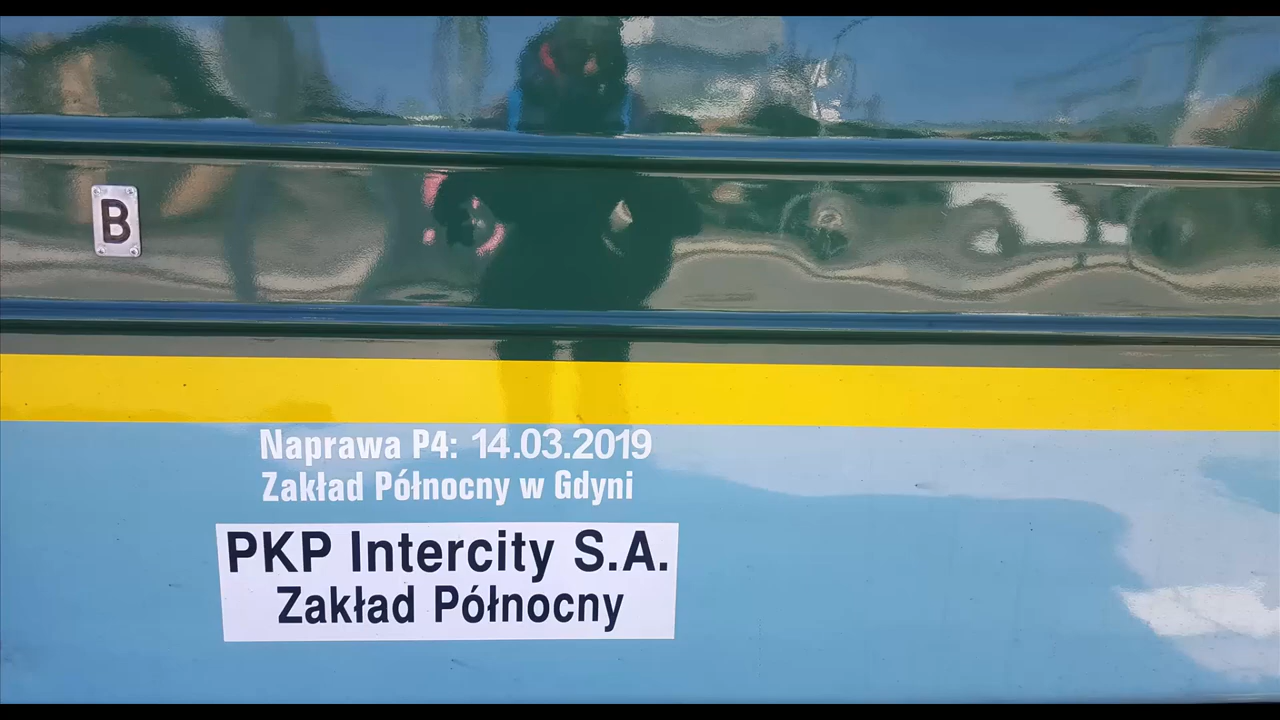 B
Naprawa P4: 14.03.2019
Zakład Północny w Gdyni
PKP Intercity S.A.
Zakład Północny